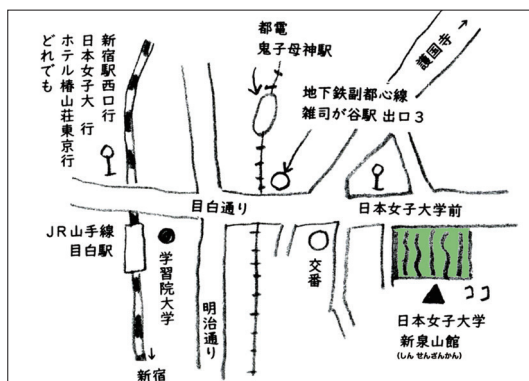 新宿駅西口行
日本女子大 行
ホテル椿山荘東京行
どれでも
都電
鬼子母神駅
地下鉄副都心線
雑司が谷駅 出口3
護国寺
目白通り
日本女子大学前
JR山手線
目白駅
学習院大学
明治通り
交番
ココ
日本女子大学
新泉山館
(しん せんざんかん)
新宿